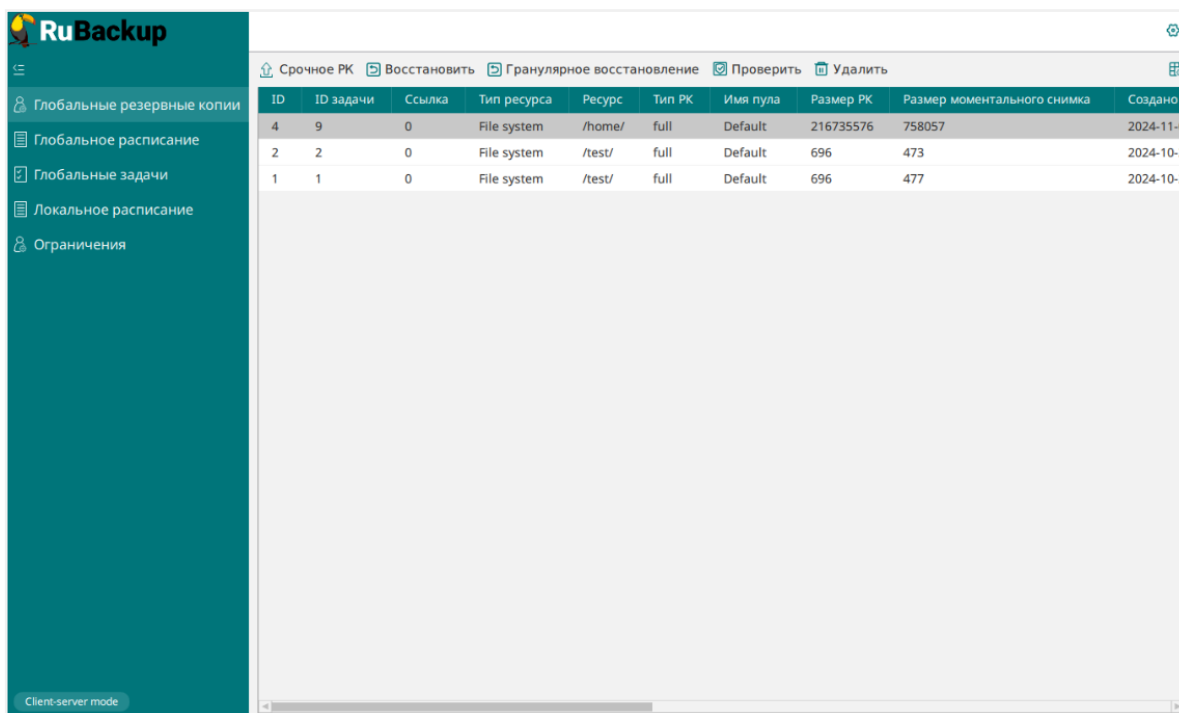 RuBackup
Срочное РК Восстановить Гранулярное восстановление Проверить Удалить
Глобальные резервные копии
Глобальное расписание
Глобальные задачи
Локальное расписание
Ограничения
ID ID задачи Ссылка Тип ресурса Ресурс Тип РК Имя пула Размер РК Размер моментального снимка Создано
4 9 0 File system /home/ full Default 216735576 758057 2024-11-
2 2 0 File system /test/ full Default 696 473 2024-10-
1 1 0 File system /test/ full Default 696 477 2024-10-
Client-server mode